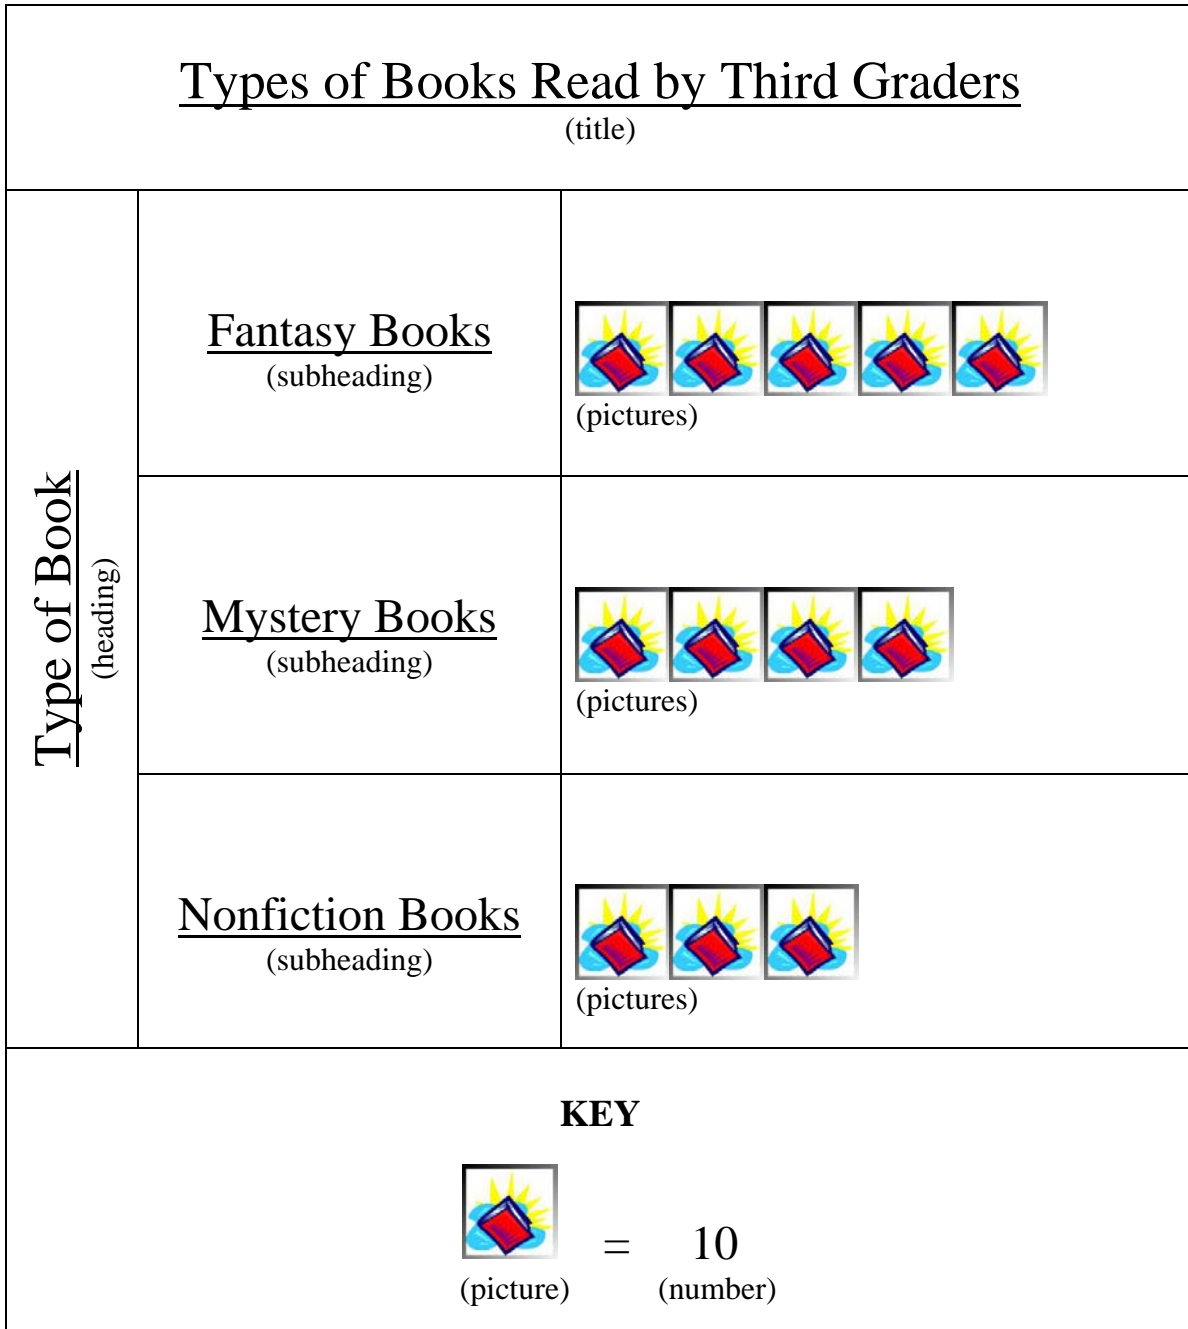 Types of Books Read by Third Graders
(title)
Type of Book
(heading)
Fantasy Books
(subheading)
(pictures)
Mystery Books
(subheading)
(pictures)
Nonfiction Books
(subheading)
(pictures)
KEY
= 10
(picture) (number)